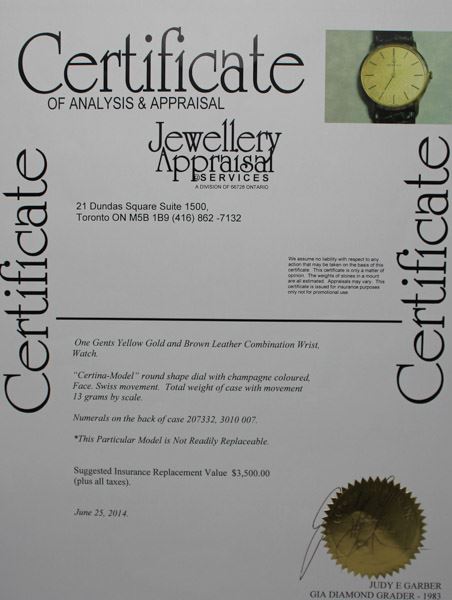 Certificate
OF ANALYSIS & APPRAISAL
Jewellery
Appraisal
@SERVICES
A DIVISION OF 56726 ONTARIO
Certificate
Certificate
21 Dundas Square Suite 1500,
Toronto ON M5B 1B9 (416) 862 -7132
We assume no liability with respect to any
action that may be taken on the basis of this
certificate. This certificate is only a matter of
opinion. The weights of stones in a mount
are all estimated. Appraisals may vary. This
certificate is issued for insurance purposes
only not for promotional use.
One Gents Yellow Gold and Brown Leather Combination Wrist,
Watch.
“Certina-Model” round shape dial with champagne coloured,
Face. Swiss movement. Total weight of case with movement
13 grams by scale.
Numerals on the back of case 207332, 3010 007.
*This Particular Model is Not Readily Replaceable.
Suggested Insurance Replacement Value $3,500.00
(plus all taxes).
June 25, 2014.
JUDY E GARBER
GIA DIAMOND GRADER - 1983